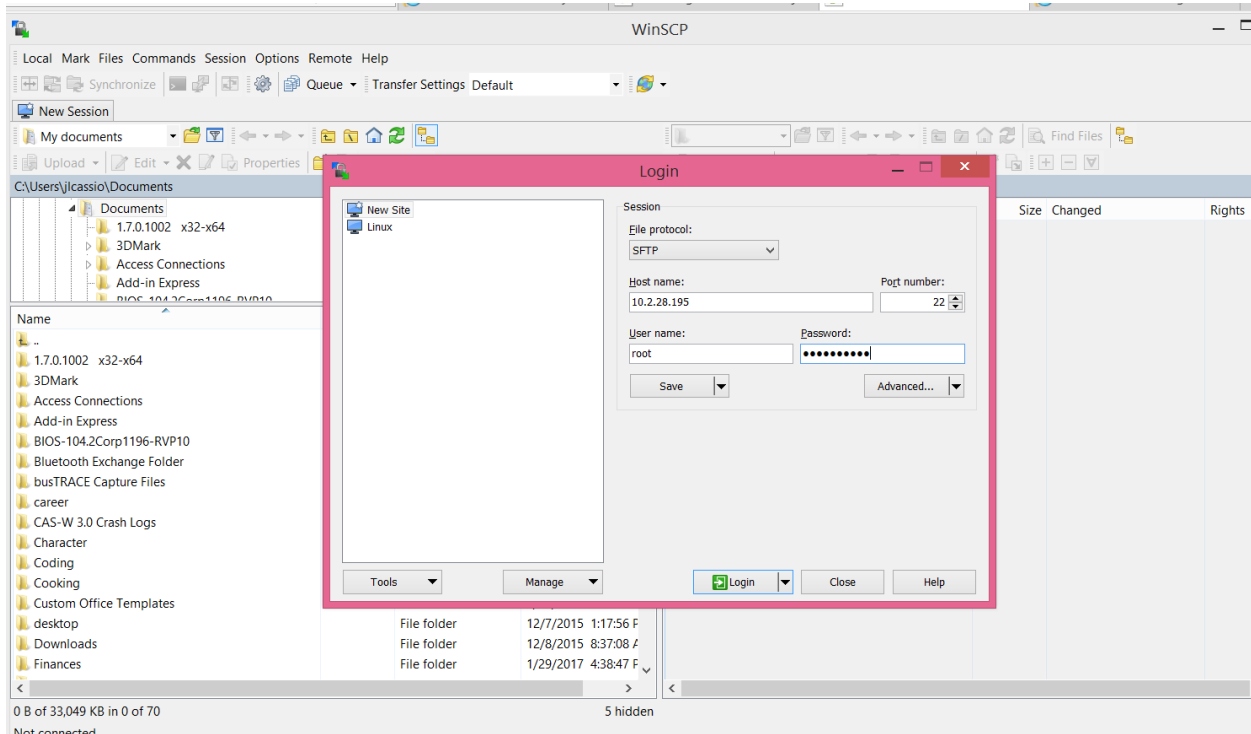 WinSCP
Local Mark Files Commands Session Options Remote Help
Synchronize Queue Transfer Settings Default
New Session
My documents Find Files
Upload Edit Properties
C:\Users\jlcassio\Documents
Documents
1.7.0.1002 x32-x64
3DMark
Access Connections
Add-in Express
BIOS-104.2Corp1196-RVP10
Name
..
1.7.0.1002 x32-x64
3DMark
Access Connections
Add-in Express
BIOS-104.2Corp1196-RVP10
Bluetooth Exchange Folder
busTRACE Capture Files
career
CAS-W 3.0 Crash Logs
Character
Coding
Cooking
Custom Office Templates
desktop File folder 12/7/2015 1:17:56 P
Downloads File folder 12/8/2015 8:37:08 A
Finances File folder 1/29/2017 4:38:47 P
Login
New Site
Linux
Session
File protocol:
SFTP
Host name: Port number:
10.2.28.195 22
User name: Password:
root ••••••••••
Save Advanced...
Tools Manage Login Close Help
Size Changed Rights
0 B of 33,049 KB in 0 of 70 5 hidden
Not connected